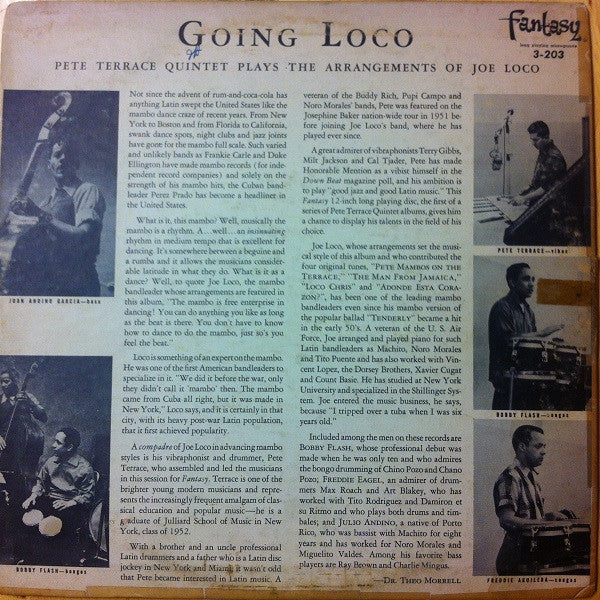 GOING LOCO
fantasy
long playing microgroove
3-203
PETE TERRACE QUINTET PLAYS THE ARRANGEMENTS OF JOE LOCO
Not since the advent of rum-and-coca-cola has
anything Latin swept the United States like the
mambo dance craze of recent years. From New
York to Boston and from Florida to California,
swank dance spots, night clubs and jazz joints
have gone for the mambo full scale. Such varied
and unlikely bands as Frankie Carle and Duke
Ellington have made mambo records (for inde-
pendent record companies) and solely on the
strength of his mambo hits, the Cuban band-
leader Perez Prado has become a headliner in
the United States.
What is it, this mambo? Well, musically the
mambo is a rhythm. A...well...an insinuating
rhythm in medium tempo that is excellent for
dancing. It's somewhere between a beguine and
a rumba and it allows the musicians consider-
able latitude in what they do. What is it as a
dance? Well, to quote Joe Loco, the mambo
bandleader whose arrangements are featured in
this album, "The mambo is free enterprise in
dancing! You can do anything you like as long
as the beat is there. You don't have to know
how to dance to do the mambo, just so's you
feel the beat."
Loco is something of an expert on the mambo.
He was one of the first American bandleaders to
specialize in it. "We did it before the war, only
they didn't call it mambo then. The mambo
came from Cuba all right, but it was made in
New York," Loco says, and it is certainly in that
city, with its heavy post-war Latin population,
that it first achieved popularity.
A compadre of Joe Loco in advancing mambo
styles is his vibraphonist and drummer, Pete
Terrace, who assembled and led the musicians
in this session for Fantasy. Terrace is one of the
brighter young modern musicians and repre-
sents the increasingly frequent amalgam of clas-
sical education and popular music—he is a
graduate of Julliard School of Music in New
York, class of 1952.
With a brother and an uncle professional
Latin drummers and a father who is a Latin disc
jockey in New York and Miami, it wasn't odd
that Pete became interested in Latin music. A
veteran of the Buddy Rich, Pupi Campo and
Noro Morales' bands, Pete was featured on the
Josephine Baker nation-wide tour in 1951 be
fore joining Joe Loco's band, where he has
ever since.
A great admirer of vibraphonists Terry Gibbs,
Milt Jackson and Cal Tjader, Pete has made
Honorable Mention as a vibist himself in the
Down Beat magazine poll, and his ambition is
to play "good jazz and good Latin music." This
Fantasy 12-inch long playing disc, the first of a
series of Pete Terrace Quintet albums, gives him
a chance to display his talents in the field of his
choice.
Joe Loco, whose arrangements set the musi-
cal style of this album and who contributed the
four original tunes, "PETE MAMBOS ON THE
TERRACE," "THE MAN FROM JAMAICA,"
"LOCO CHRIS" and "ADONDE ESTA CORA-
ZON?", has been one of the leading mambo
bandleaders even since his mambo version of
the popular ballad "TENDERLY" became a hit
in the early 50's. A veteran of the U. S. Air
Force, Joe arranged and played piano for such
Latin bandleaders as Machito, Noro Morales
and Tito Puente and has also worked with Vin-
cent Lopez, the Dorsey Brothers, Xavier Cugat
and Count Basie. He has studied at New York
University and specialized in the Shillinger Sys-
tem. Joe entered the music business, he says,
because "I tripped over a tuba when I was six
years old."
Included among the men on these records are
BOBBY FLASH, whose professional debut was
made when he was only ten and who admires
the bongo drumming of Chino Pozo and Chano
Pozo; FREDDIE EAGEL, an admirer of drum-
mers Max Roach and Art Blakey, who has
worked with Tito Rodriguez and Damiron et
su Ritmo and who plays both drums and tim-
bales; and JULIO ANDINO, a native of Porto
Rico, who was bassist with Machito for eight
years and has worked for Noro Morales and
Miguelito Valdes. Among his favorite bass
players are Ray Brown and Charlie Mingus.
—DR. THEO MORRELL
JUAN ANDINO GARCIA—bass
BOBBY FLASH—bongos
PETE TERRACE—vibes
BOBBY FLASH—bongos
FREDDIE AGUILERA—congas